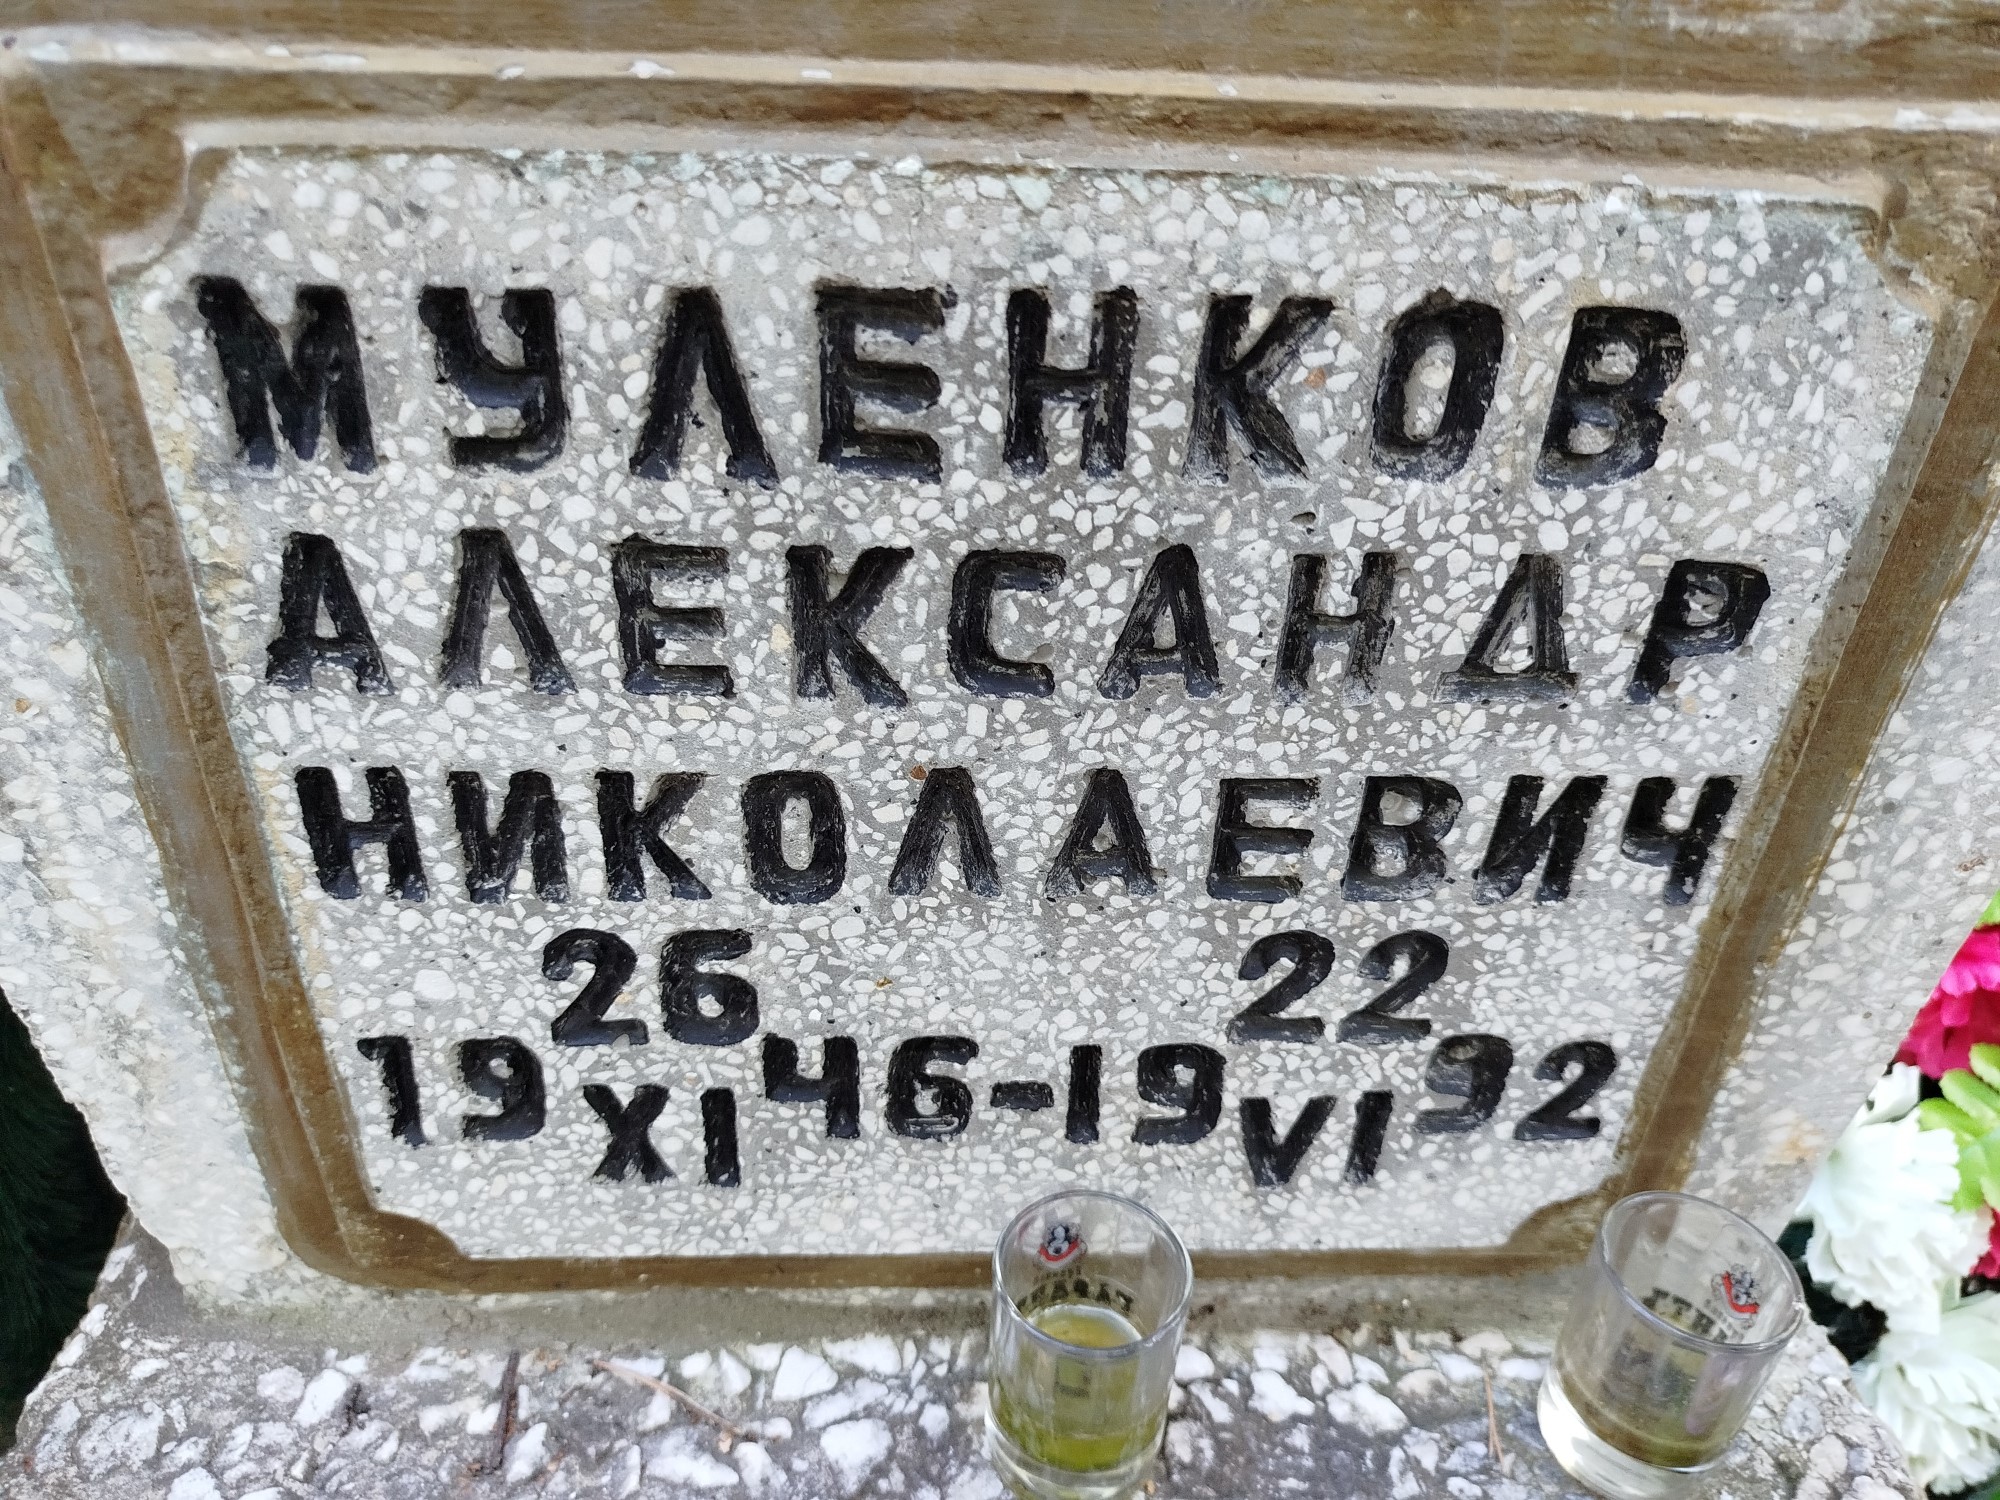 МУЛЕНКОВ
АЛЕКСАНДР
НИКОЛАЕВИЧ
26 22
19 46-19 92
XI VI